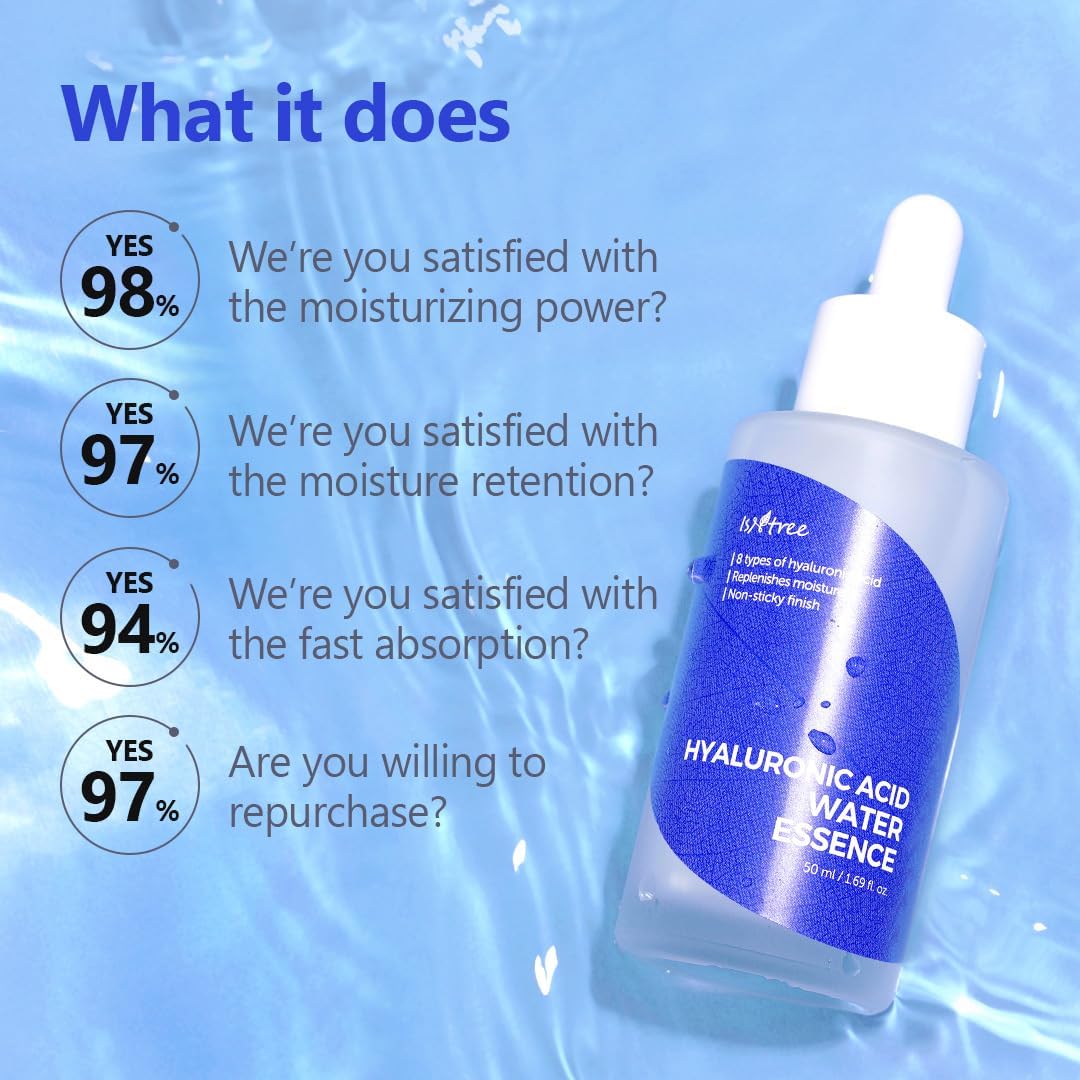 What it does
YES
98%
We’re you satisfied with
the moisturizing power?
YES
97%
We’re you satisfied with
the moisture retention?
YES
94%
We’re you satisfied with
the fast absorption?
YES
97%
Are you willing to
repurchase?
IsNtree
| 8 types of hyaluronic acid
| Replenishes moisture
| Non-sticky finish
HYALURONIC ACID
WATER
ESSENCE
50 ml / 1.69 fl. oz